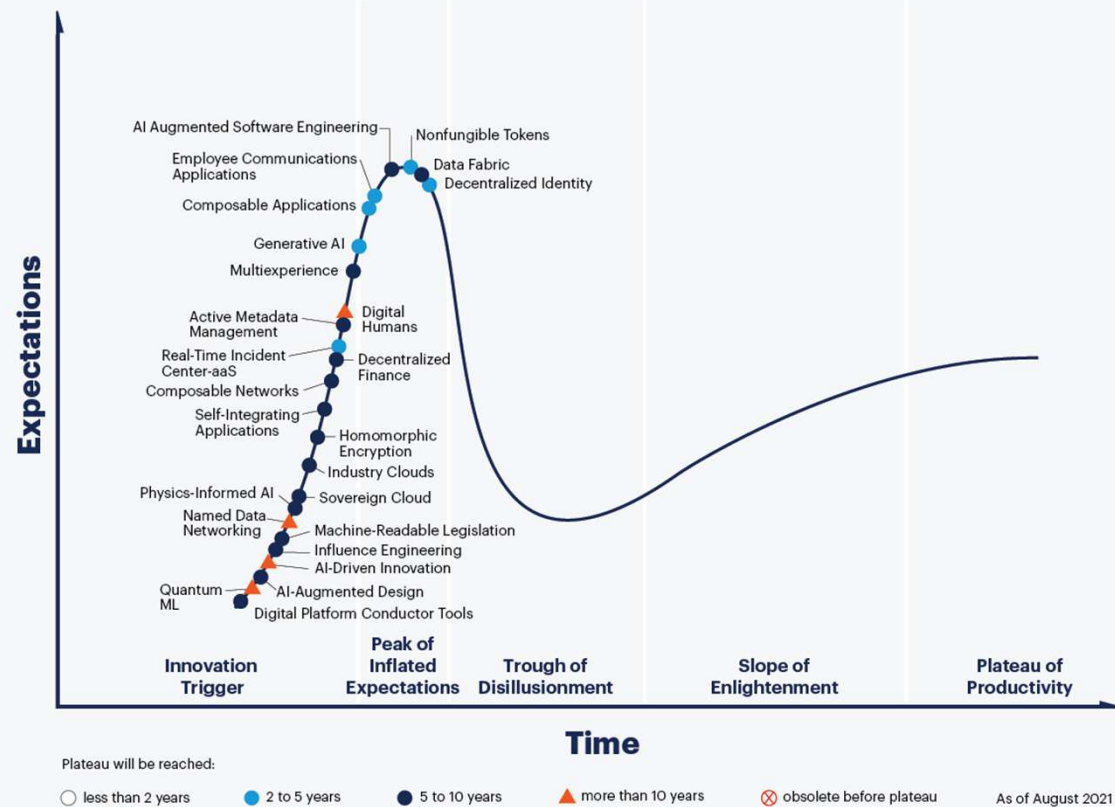 AI Augmented Software Engineering
Nonfungible Tokens
Employee Communications
Applications
Data Fabric
Decentralized Identity
Composable Applications
Generative AI
Multiexperience
Active Metadata
Management
Digital
Humans
Real-Time Incident
Center-aaS
Decentralized
Finance
Composable Networks
Self-Integrating
Applications
Homomorphic
Encryption
Industry Clouds
Physics-Informed AI
Sovereign Cloud
Named Data
Networking
Machine-Readable Legislation
Influence Engineering
AI-Driven Innovation
Quantum
ML
AI-Augmented Design
Digital Platform Conductor Tools
Expectations
Innovation
Trigger
Peak of
Inflated
Expectations
Trough of
Disillusionment
Slope of
Enlightenment
Plateau of
Productivity
Time
Plateau will be reached:
less than 2 years
2 to 5 years
5 to 10 years
more than 10 years
obsolete before plateau
As of August 2021